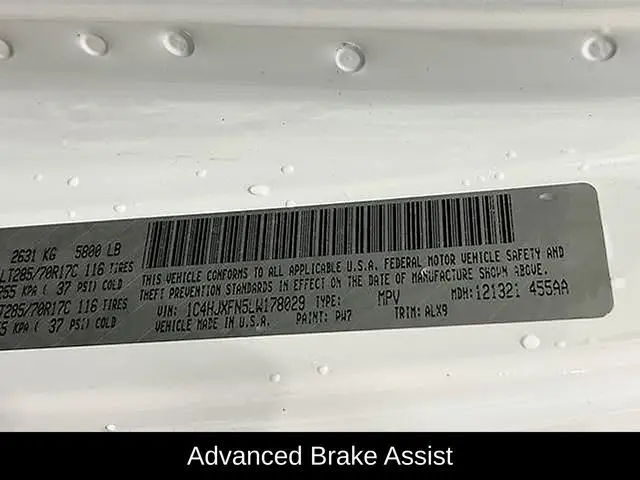 2631 KG 5800 LB
LT285/70R17C 116 TIRES
255 KPA ( 37 PSI) COLD
T285/70R17C 116 TIRES
55 KPA ( 37 PSI) COLD
THIS VEHICLE CONFORMS TO ALL APPLICABLE U.S.A. FEDERAL MOTOR VEHICLE SAFETY AND
THEFT PREVENTION STANDARDS IN EFFECT ON THE DATE OF MANUFACTURE SHOWN ABOVE.
VIN: 1C4HJXFN5LW178029 TYPE: MPV MDH: 121321 455AA
VEHICLE MADE IN U.S.A. PAINT: PW7 TRIM: ALX9
Advanced Brake Assist